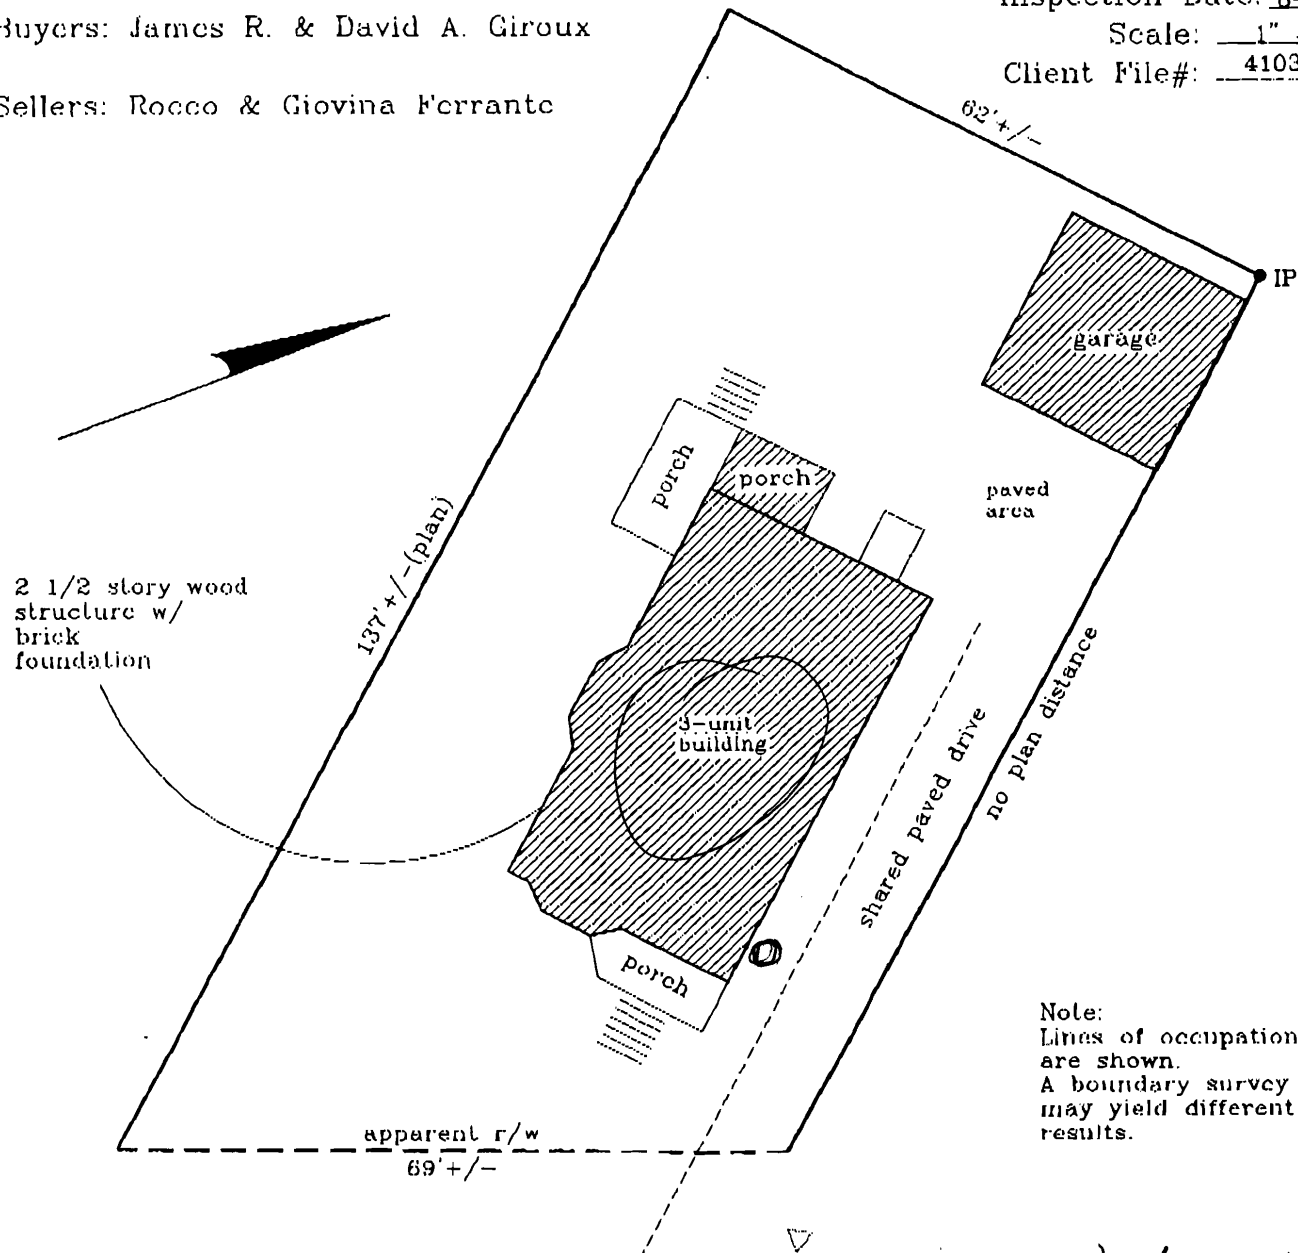 Buyers: James R. & David A. Giroux
Sellers: Rocco & Giovina Ferrante
Inspection Date:
Scale: 1"
Client File#: 4103
62'+/-
IP
garage
porch
porch
paved
area
137'+/-(plan)
2 1/2 story wood
structure w/
brick
foundation
3-unit
building
shared paved drive
no plan distance
porch
Note:
Lines of occupation
are shown.
A boundary survey
may yield different
results.
apparent r/w
69'+/-